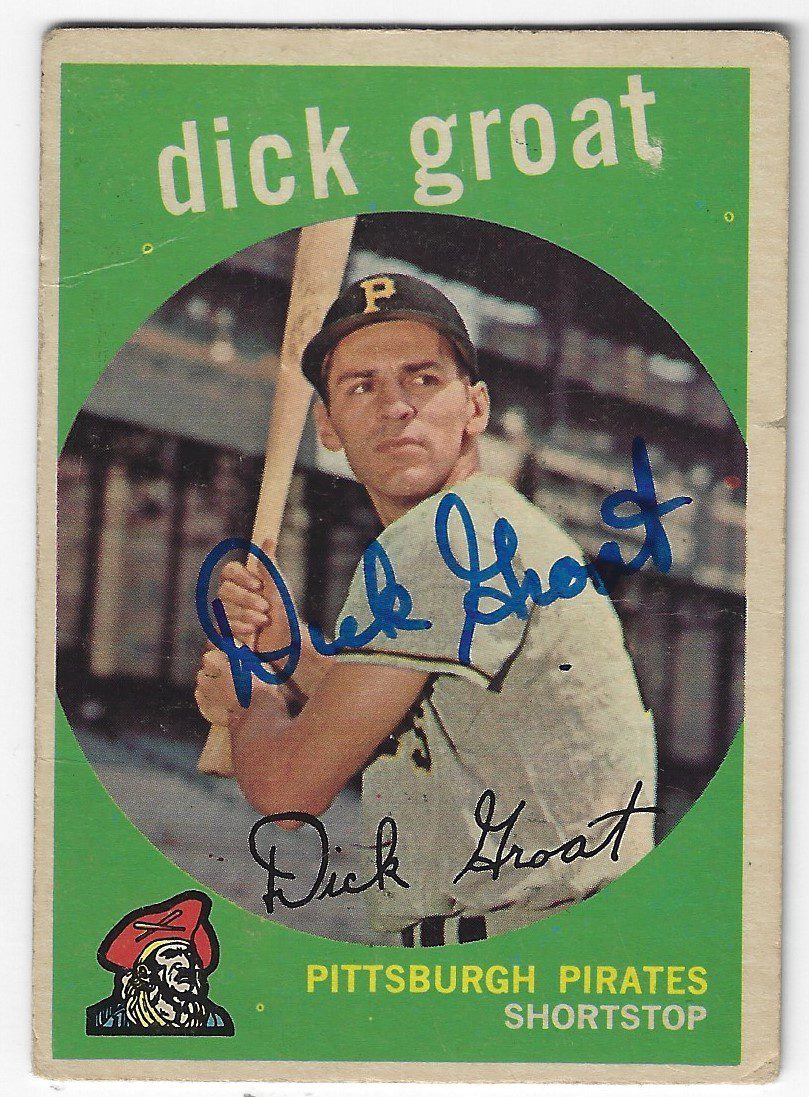 dick groat
P
Dick Groat
Dick Groat
PITTSBURGH PIRATES
SHORTSTOP